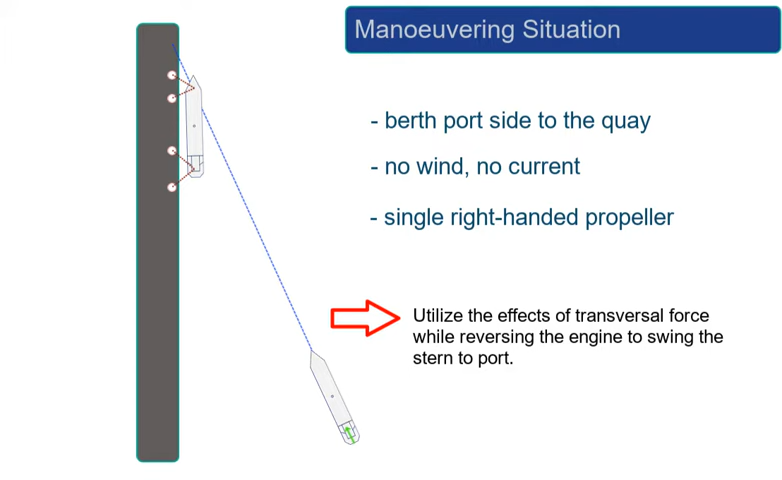 Manoeuvering Situation
- berth port side to the quay
- no wind, no current
- single right-handed propeller
Utilize the effects of transversal force
while reversing the engine to swing the
stern to port.